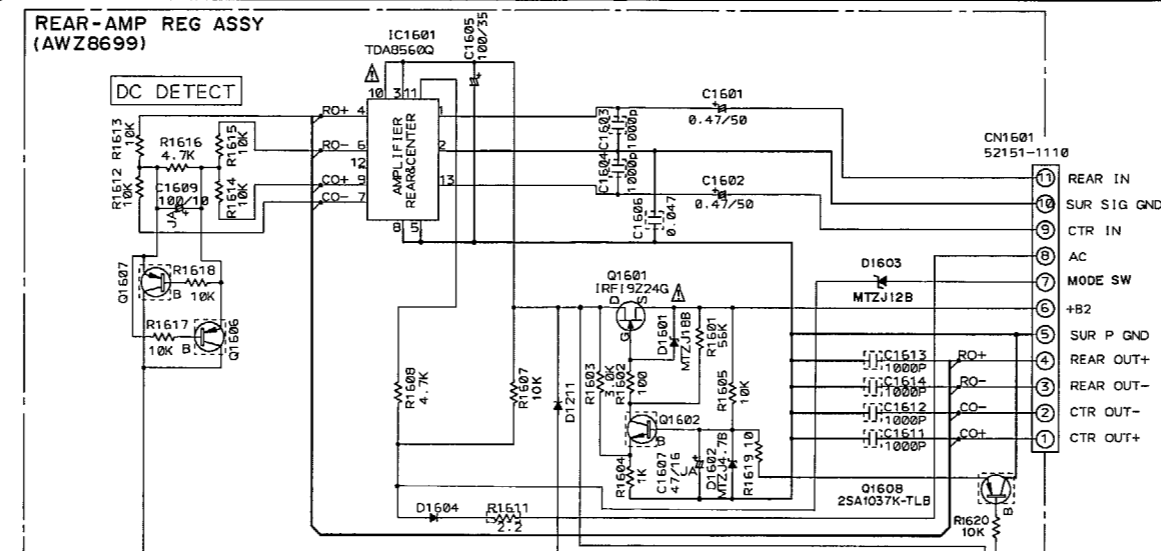 REAR-AMP REG ASSY
(AWZ8699)
IC1601
TDA8560Q
C1605
100/35
DC DETECT
10 3 11
RO+ 4
RO- 6
12
CO+ 9
CO- 7
AMPLIFIER
REAR&CENTER
1
2
13
8 5
R1613
10K
R1612
10K
R1616
4.7K
C1609
100/10
JA
R1615
10K
R1614
10K
C1603
1000p
C1604
1000p
C1601
0.47/50
C1602
0.47/50
C1606
0.047
CN1601
52151-1110
11 REAR IN
10 SUR SIG GND
9 CTR IN
8 AC
7 MODE SW
6 +B2
5 SUR P GND
4 REAR OUT+
3 REAR OUT-
2 CTR OUT-
1 CTR OUT+
Q1607
B
R1618
10K
R1617
10K
B
Q1606
Q1601
IRFI9Z24G
D
S
G
D1603
MTZJ12B
D1601
MTZJ18B
R1601
56K
R1608
4.7K
R1607
10K
D1211
R1603
3.0K
R1602
100
R1605
10K
Q1602
B
R1604
1K
C1607
47/16
JA
D1602
MTZJ4.7B
R1619 10
C1613
1000P
RO+
C1614
1000P
RO-
C1612
1000P
CO-
C1611
1000P
CO+
D1604
R1611
2.2
Q1608
2SA1037K-TLB
B
R1620
10K